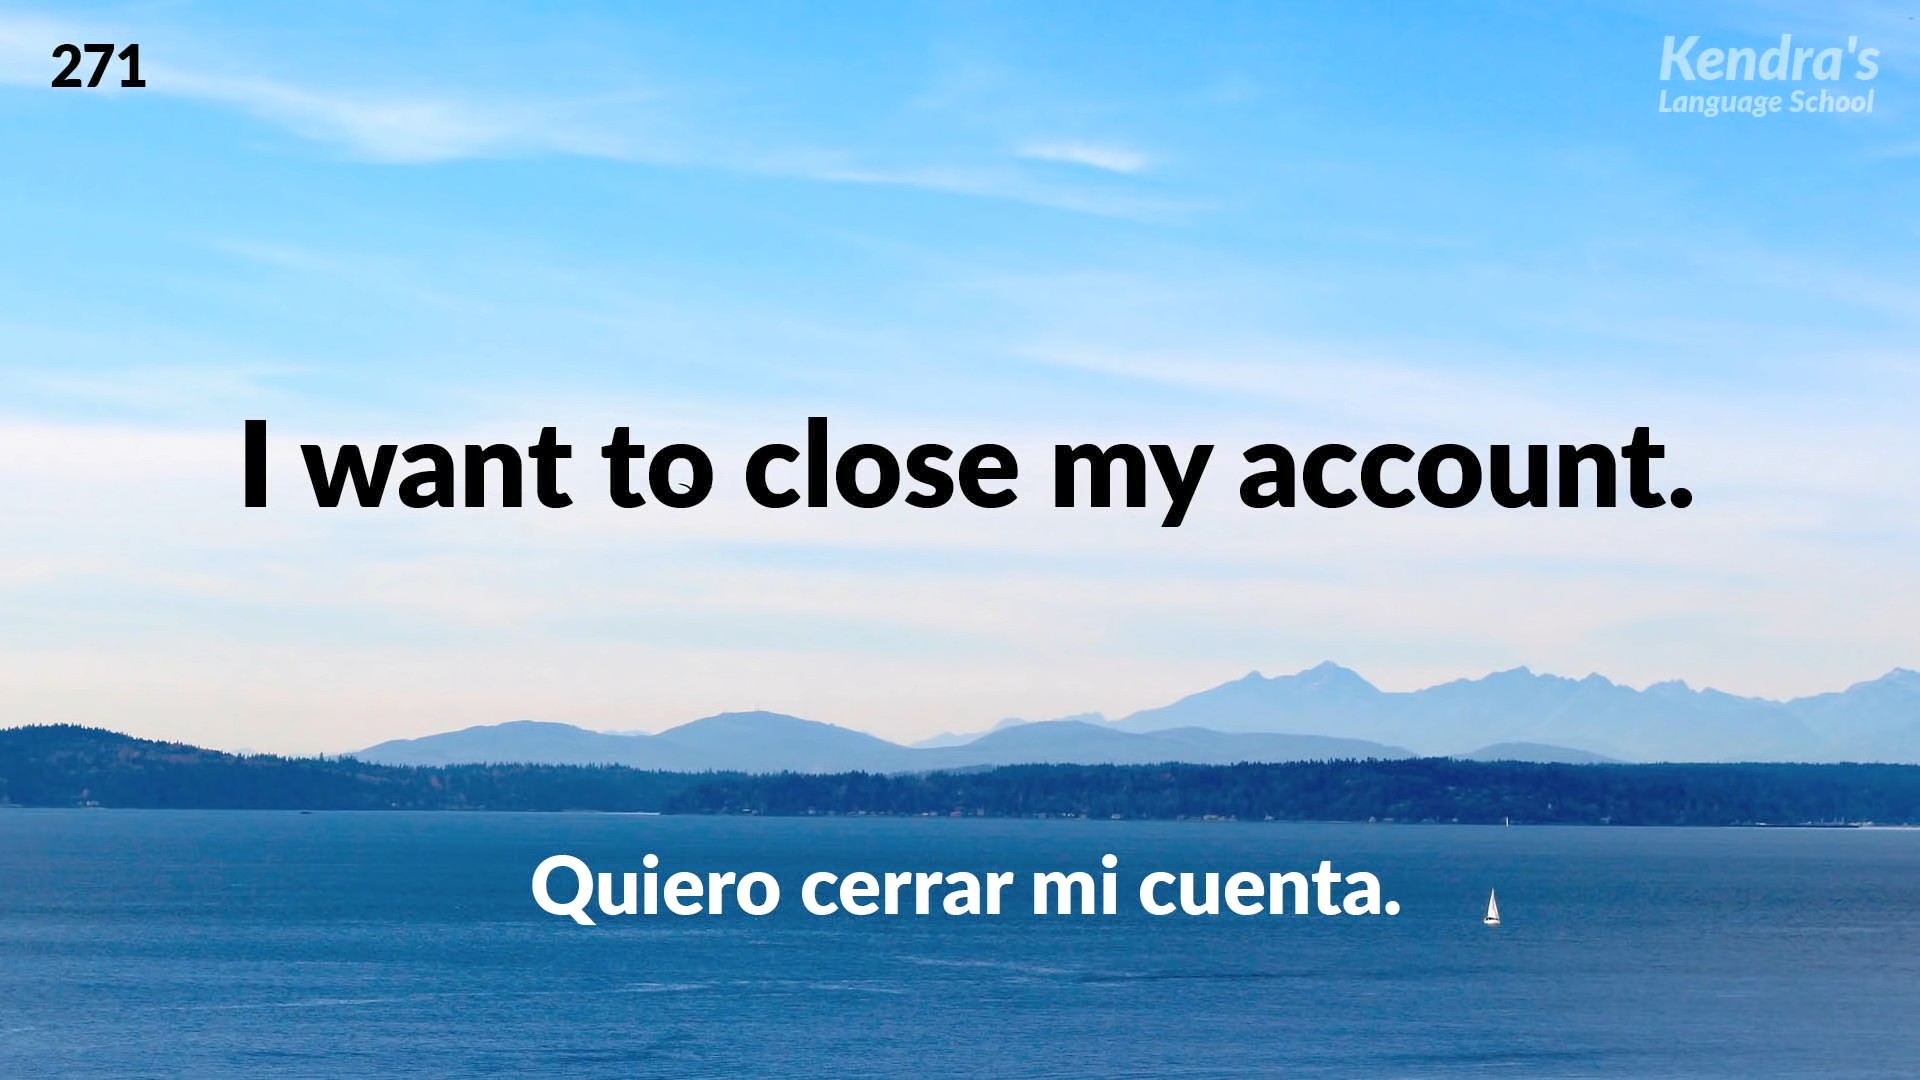 271
Kendra's
Language School
I want to close my account.
Quiero cerrar mi cuenta.